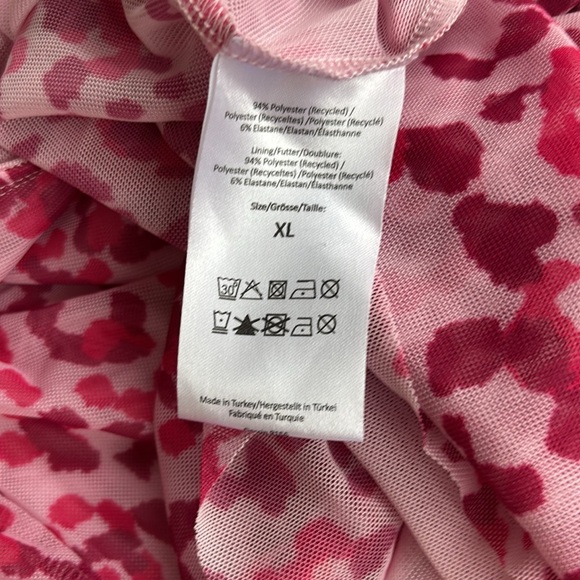 94% Polyester (Recycled) /
Polyester (Recyceltes) /Polyester (Recyclé)
6% Elastane/Elastan/Élasthanne
Lining/Futter/Doublure:
94% Polyester (Recycled) /
Polyester (Recyceltes) /Polyester (Recyclé)
6% Elastane/Elastan/Élasthanne
Size/Grösse/Taille:
XL
30°
Made in Turkey/Hergestellt in Türkei
Fabriqué en Turquie